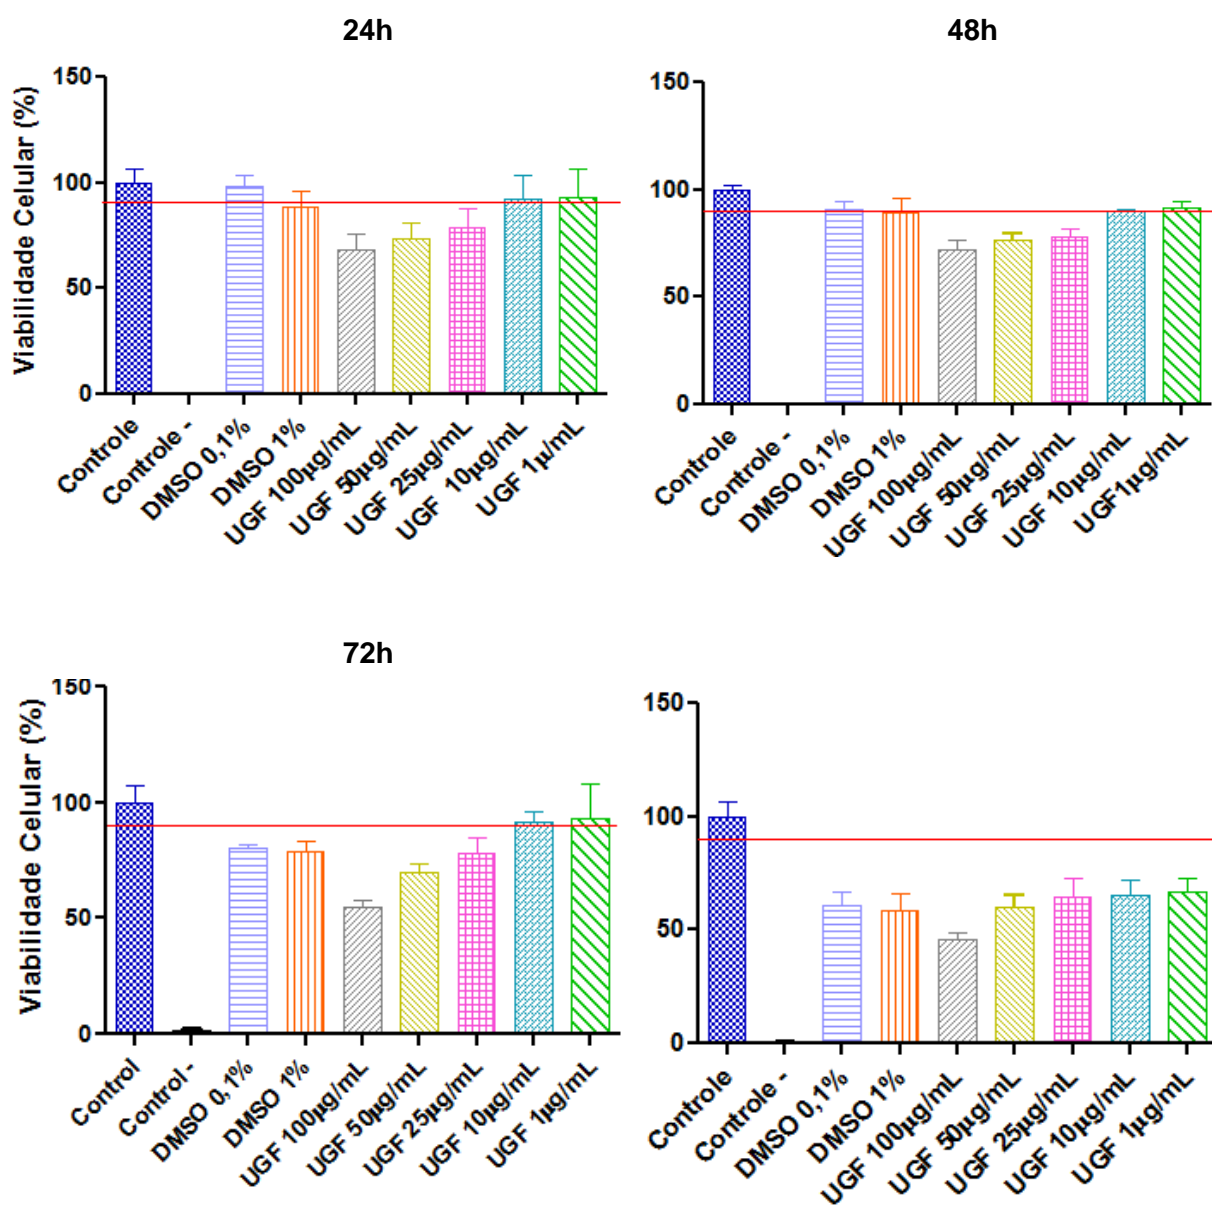 24h
Viabilidade Celular (%)
150
100
50
0
Controle
Controle -
DMSO 0,1%
DMSO 1%
UGF 100µg/mL
UGF 50µg/mL
UGF 25µg/mL
UGF 10µg/mL
UGF 1µ/mL
48h
150
100
50
0
Controle
Controle -
DMSO 0,1%
DMSO 1%
UGF 100µg/mL
UGF 50µg/mL
UGF 25µg/mL
UGF 10µg/mL
UGF1µg/mL
72h
Viabilidade Celular (%)
150
100
50
0
Control
Control -
DMSO 0,1%
DMSO 1%
UGF 100µg/mL
UGF 50µg/mL
UGF 25µg/mL
UGF 10µg/mL
UGF 1µg/mL
150
100
50
0
Controle
Controle -
DMSO 0,1%
DMSO 1%
UGF 100µg/mL
UGF 50µg/mL
UGF 25µg/mL
UGF 10µg/mL
UGF 1µg/mL